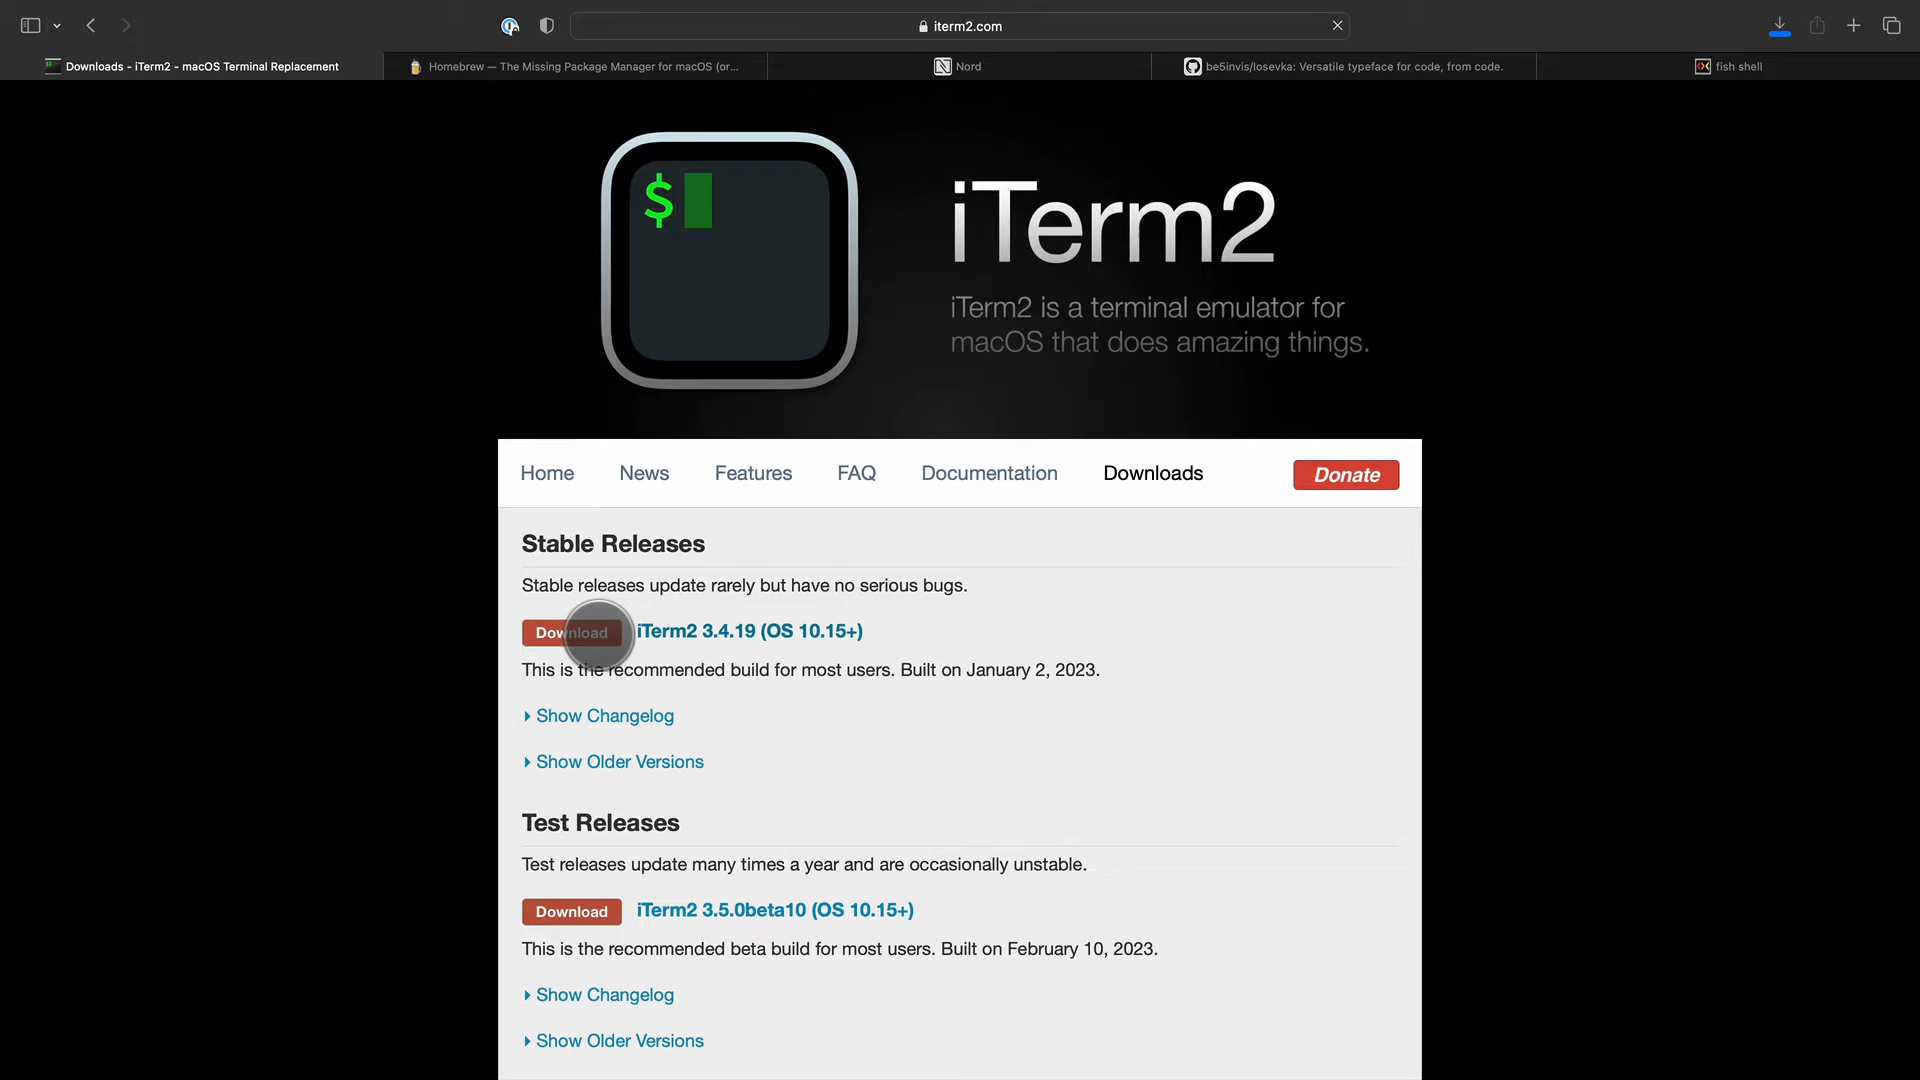 iterm2.com
Downloads - iTerm2 - macOS Terminal Replacement
Homebrew — The Missing Package Manager for macOS (or...
Nord
be5invis/Iosevka: Versatile typeface for code, from code.
fish shell
$
iTerm2
iTerm2 is a terminal emulator for
macOS that does amazing things.
Home News Features FAQ Documentation Downloads Donate
Stable Releases
Stable releases update rarely but have no serious bugs.
Download iTerm2 3.4.19 (OS 10.15+)
This is the recommended build for most users. Built on January 2, 2023.
Show Changelog
Show Older Versions
Test Releases
Test releases update many times a year and are occasionally unstable.
Download iTerm2 3.5.0beta10 (OS 10.15+)
This is the recommended beta build for most users. Built on February 10, 2023.
Show Changelog
Show Older Versions